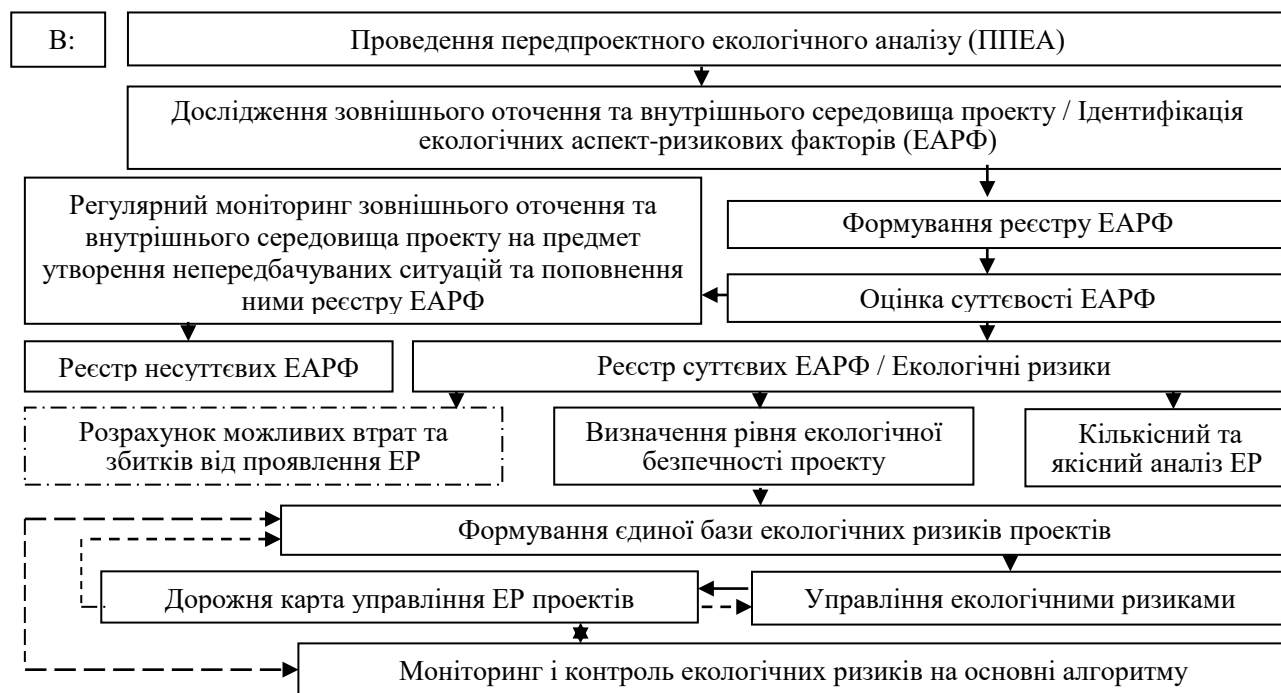 В:
Проведення передпроектного екологічного аналізу (ППЕА)
Дослідження зовнішнього оточення та внутрішнього середовища проекту / Ідентифікація
екологічних аспект-ризикових факторів (ЕАРФ)
Регулярний моніторинг зовнішнього оточення та
внутрішнього середовища проекту на предмет
утворення непередбачуваних ситуацій та поповнення
ними реєстру ЕАРФ
Формування реєстру ЕАРФ
Оцінка суттєвості ЕАРФ
Реєстр несуттєвих ЕАРФ
Реєстр суттєвих ЕАРФ / Екологічні ризики
Розрахунок можливих втрат та
збитків від проявлення ЕР
Визначення рівня екологічної
безпечності проекту
Кількісний та
якісний аналіз ЕР
Формування єдиної бази екологічних ризиків проектів
Дорожня карта управління ЕР проектів
Управління екологічними ризиками
Моніторинг і контроль екологічних ризиків на основні алгоритму